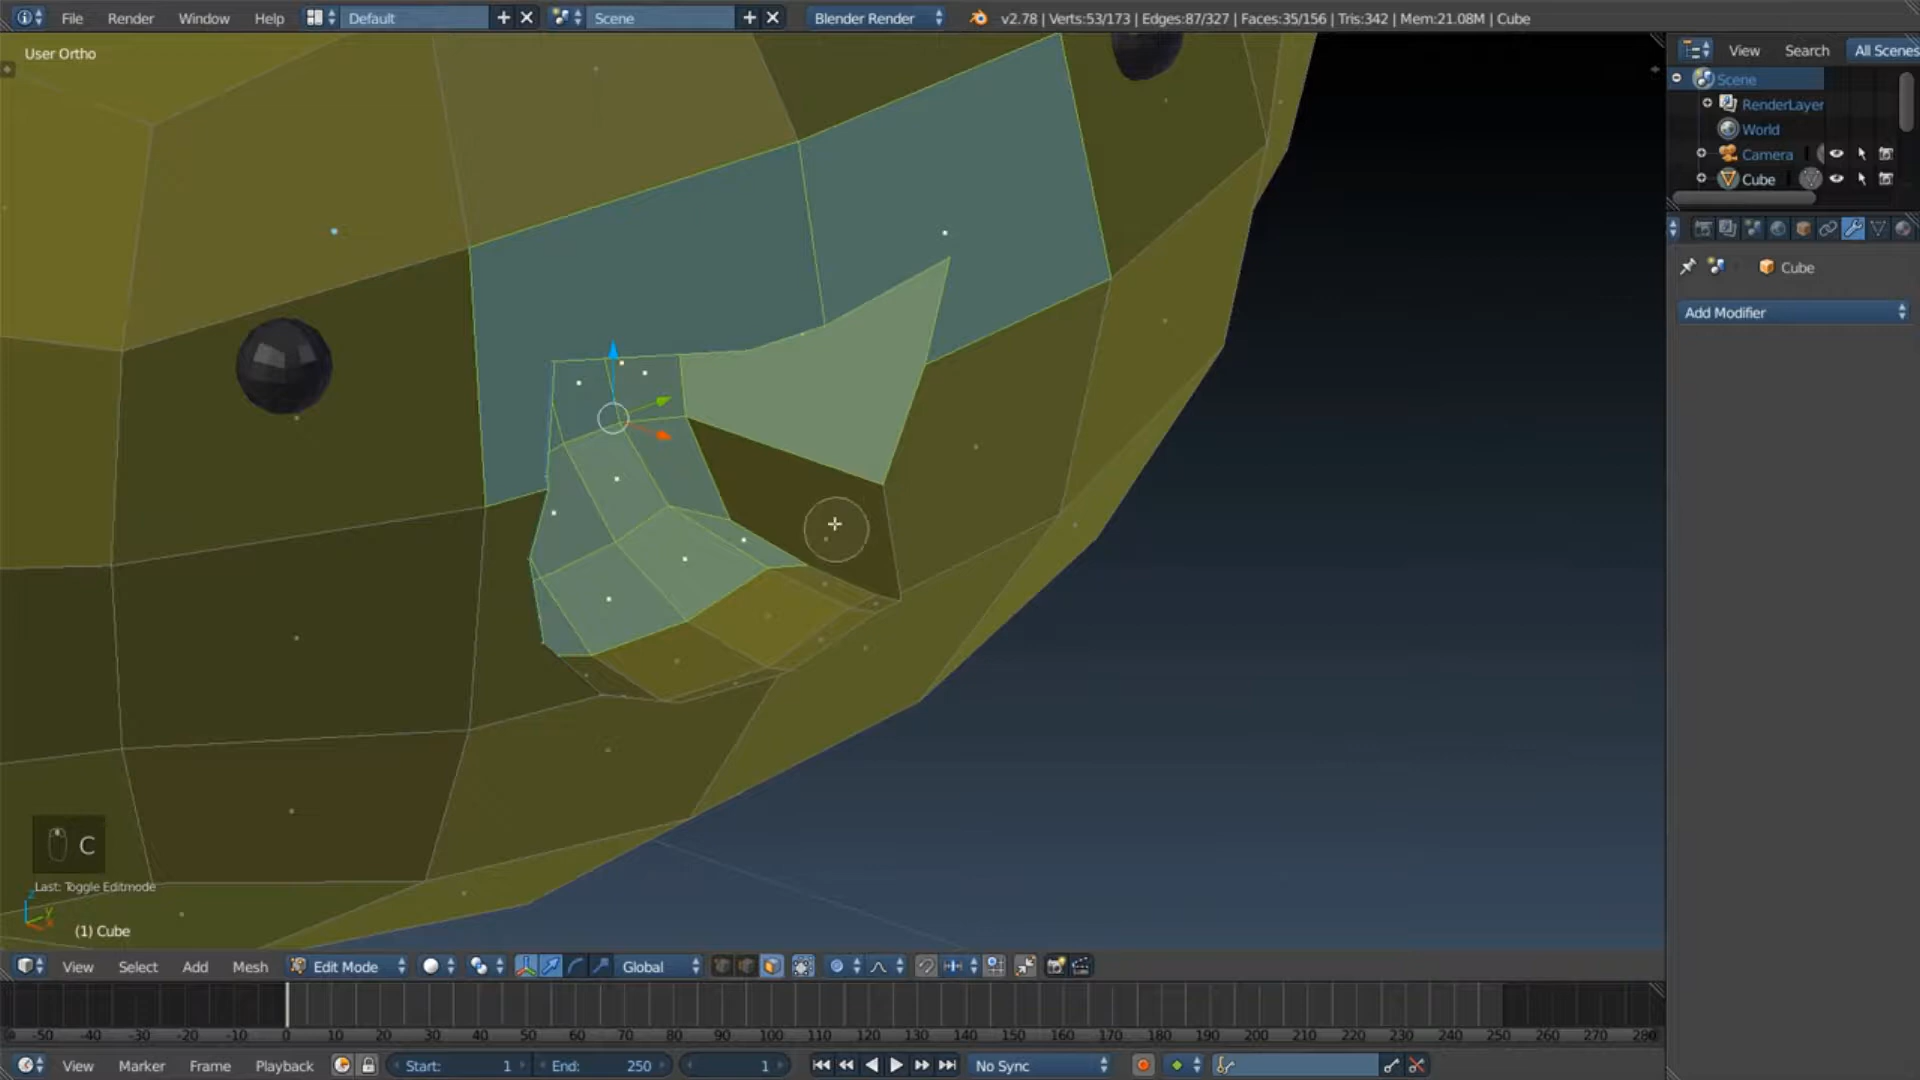 File Render Window Help Default Scene Blender Render v2.78 | Verts:53/173 | Edges:87/327 | Faces:35/156 | Tris:342 | Mem:21.08M | Cube
User Ortho
View Search All Scenes
Scene
RenderLayer
World
Camera
Cube
Cube
Add Modifier
C
Last: Toggle Editmode
z
(1) Cube
View Select Add Mesh Edit Mode Global
-50 -40 -30 -20 -10 0 10 20 30 40 50 60 70 80 90 100 110 120 130 140 150 160 170 180 190 200 210 220 230 240 250 260 270 280
View Marker Frame Playback Start: 1 End: 250 1 No Sync